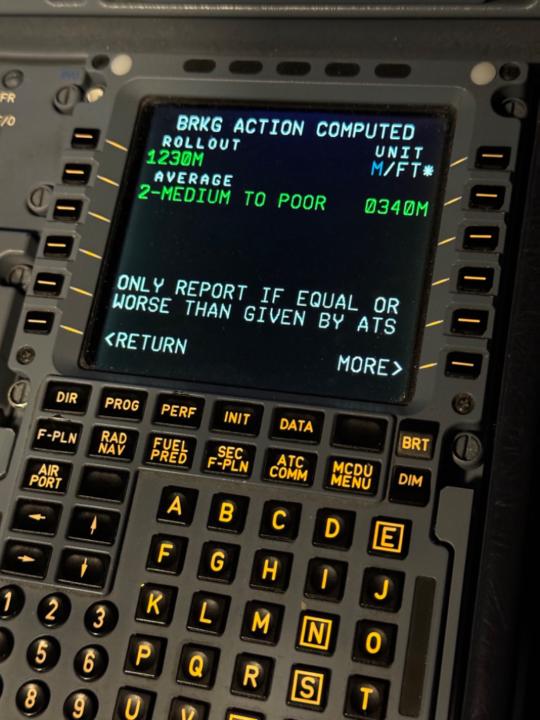 FR
/O
BRKG ACTION COMPUTED
ROLLOUT UNIT
1230M M/FT*
AVERAGE
2-MEDIUM TO POOR 0340M
ONLY REPORT IF EQUAL OR
WORSE THAN GIVEN BY ATS
<RETURN
MORE>
DIR PROG PERF INIT DATA BRT
F-PLN RAD NAV FUEL PRED SEC F-PLN ATC COMM MCDU MENU DIM
AIR PORT
← ↑ A B C D E
→ ↓ F G H I J
1 2 3 K L M N O
5 6 P Q R S T
8 9 U V